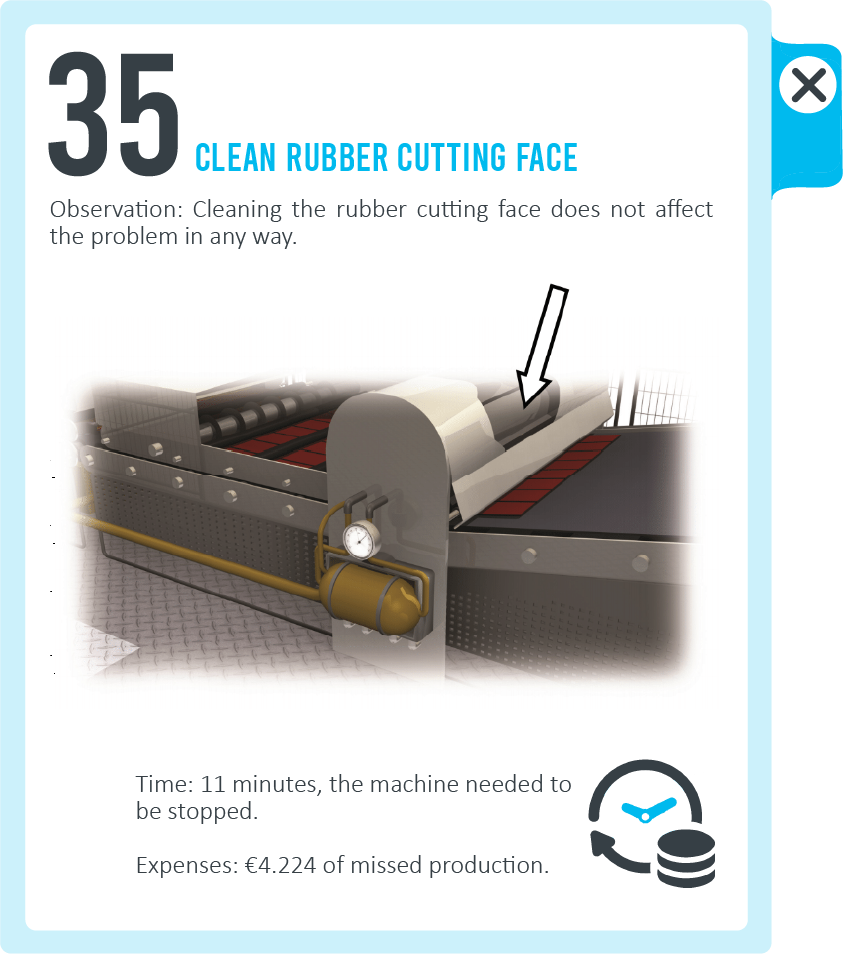 35 CLEAN RUBBER CUTTING FACE
Observation: Cleaning the rubber cutting face does not affect
the problem in any way.
Time: 11 minutes, the machine needed to
be stopped.
Expenses: €4.224 of missed production.